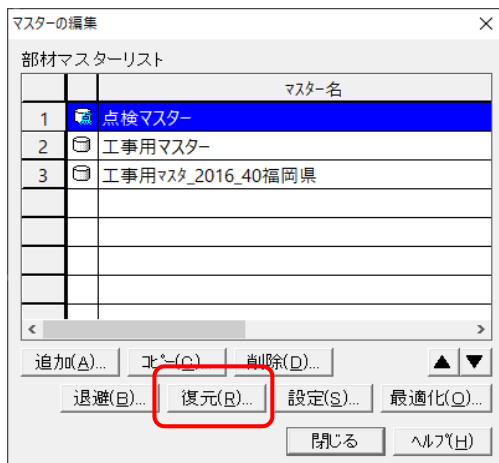 マスターの編集
部材マスターリスト
マスター名
1 点検マスター
2 工事用マスター
3 工事用マスタ_2016_40福岡県
追加(A)... コピー(C)... 削除(D)... ▲ ▼
退避(B)... 復元(R)... 設定(S)... 最適化(O)...
閉じる ヘルプ(H)